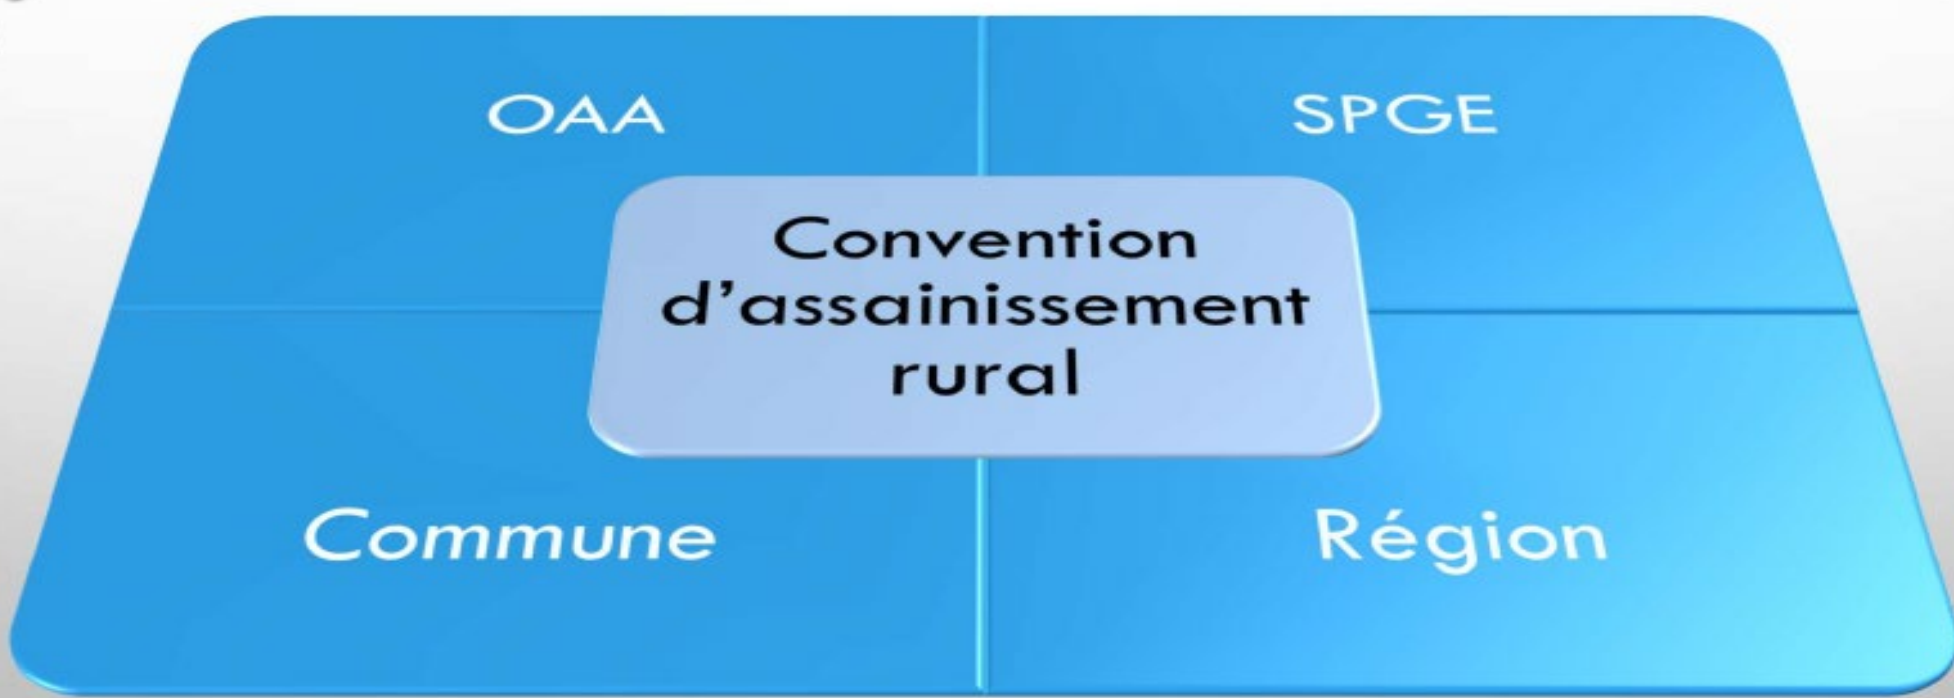 OAA
SPGE
Convention
d’assainissement
rural
Commune
Région